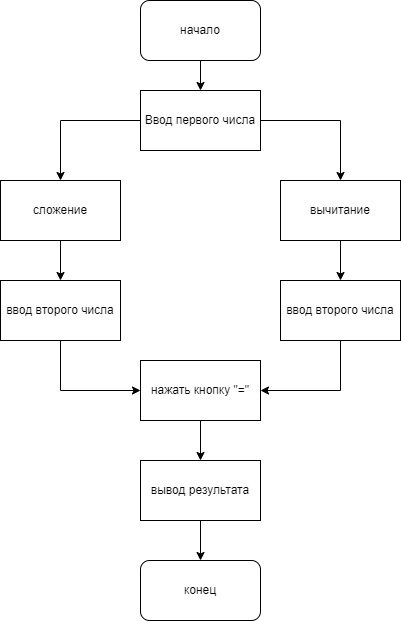 начало
Ввод первого числа
сложение
вычитание
ввод второго числа
ввод второго числа
нажать кнопку "="
вывод результата
конец